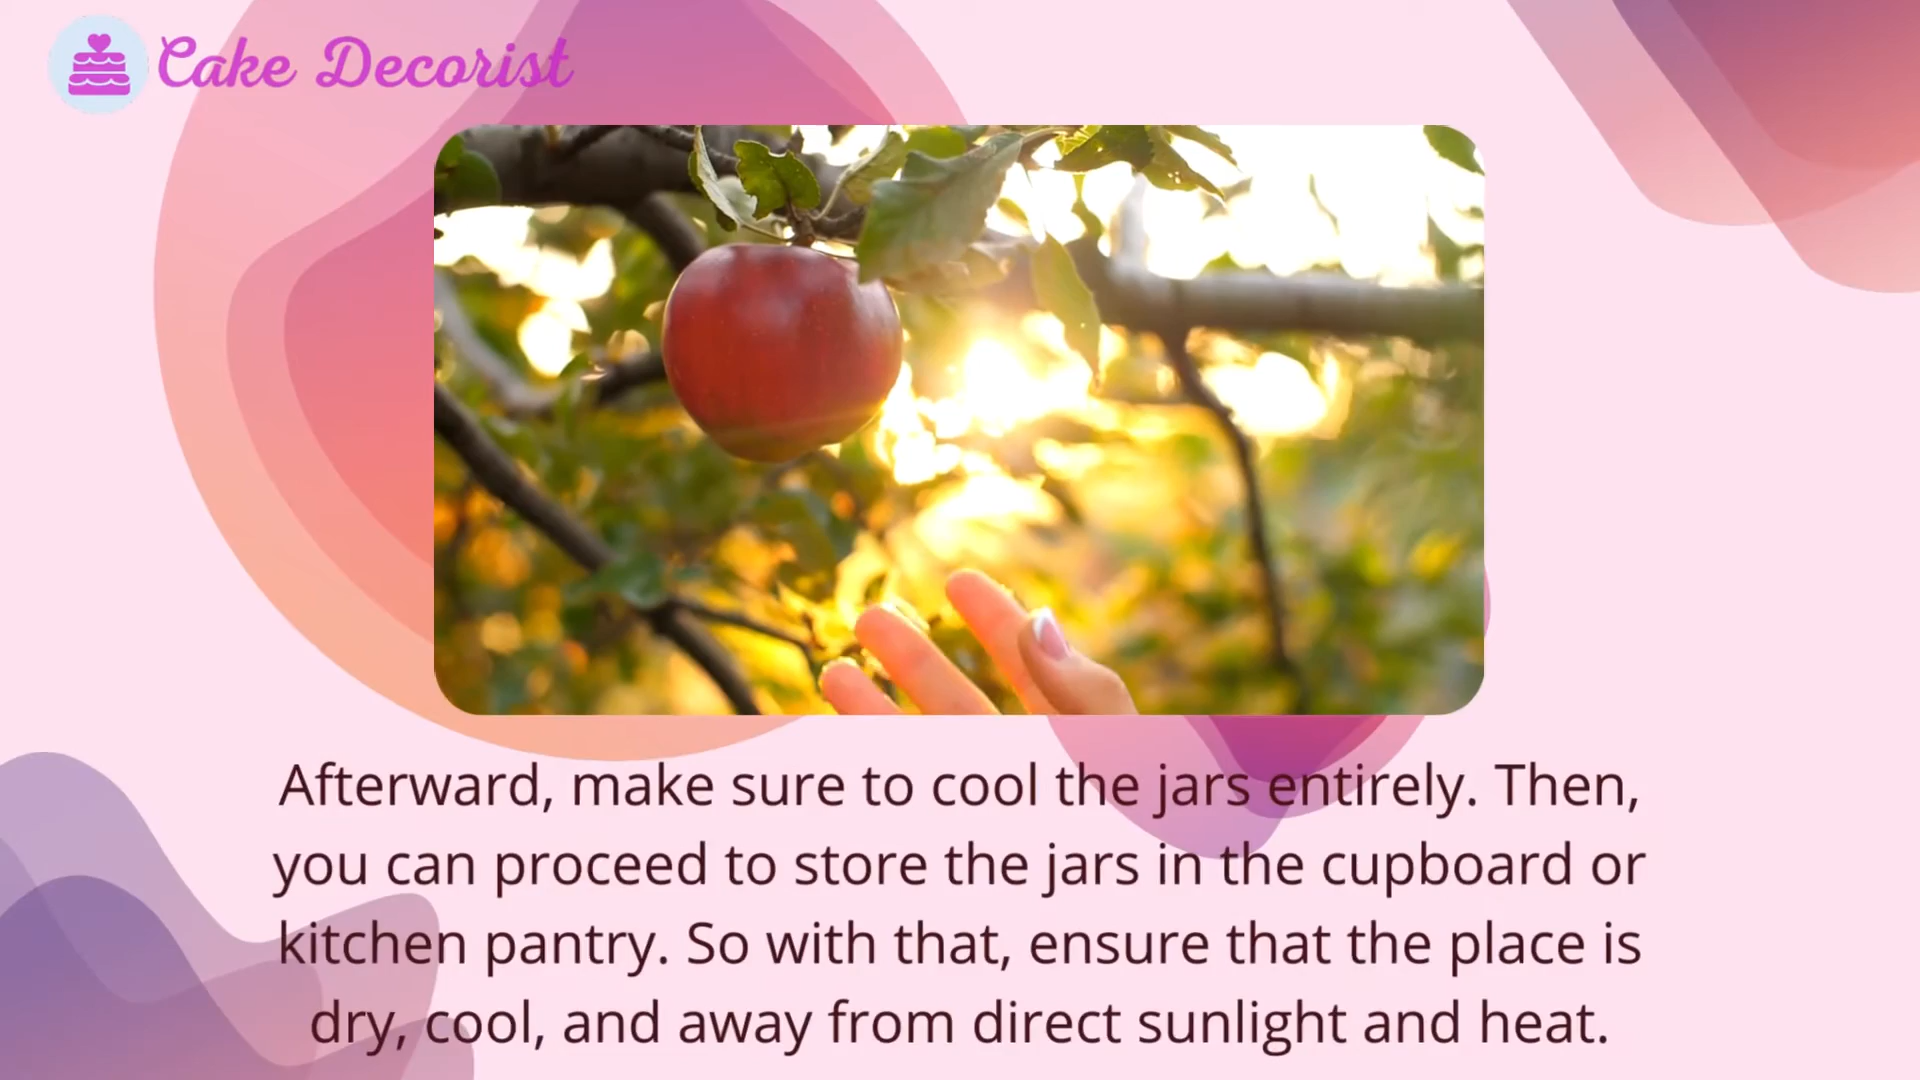 Cake Decorist
Afterward, make sure to cool the jars entirely. Then,
you can proceed to store the jars in the cupboard or
kitchen pantry. So with that, ensure that the place is
dry, cool, and away from direct sunlight and heat.